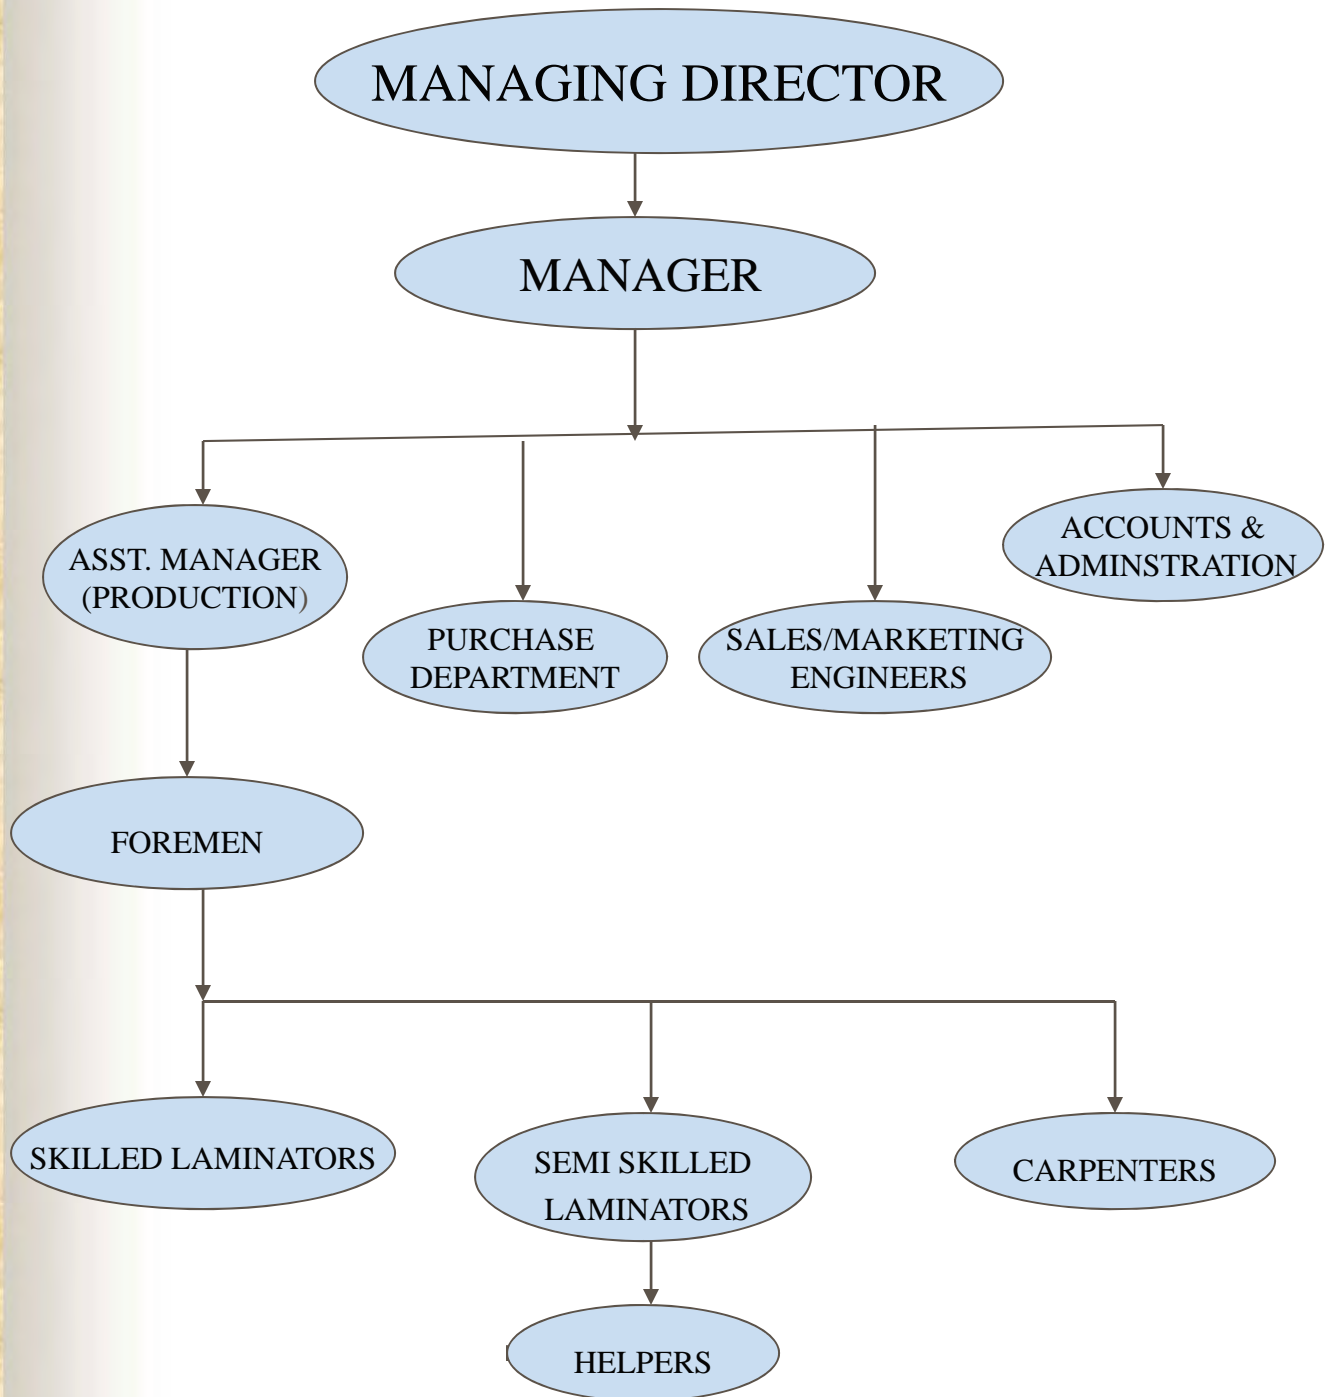 MANAGING DIRECTOR
MANAGER
ACCOUNTS &
ADMINSTRATION
ASST. MANAGER
(PRODUCTION)
PURCHASE
DEPARTMENT
SALES/MARKETING
ENGINEERS
FOREMEN
SKILLED LAMINATORS
SEMI SKILLED
LAMINATORS
CARPENTERS
HELPERS